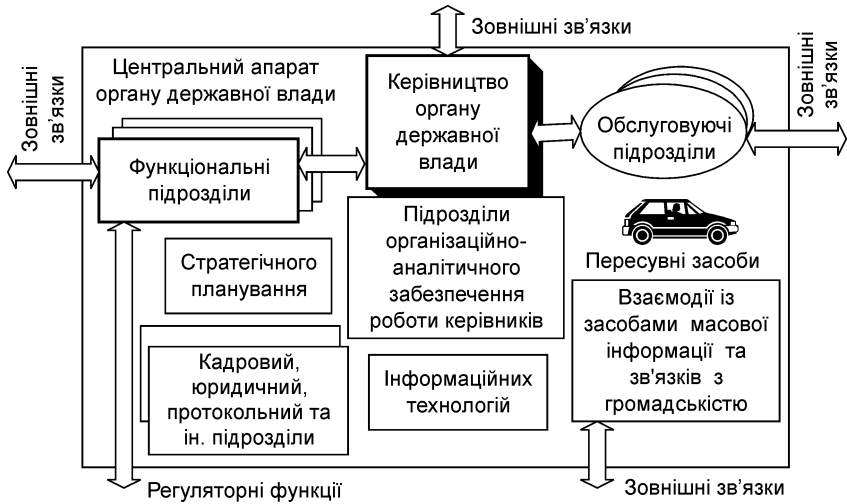 Зовнішні зв’язки
Зовнішні
зв’язки
Центральний апарат
органу державної влади
Керівництво
органу
державної
влади
Зовнішні
зв’язки
Функціональні
підрозділи
Обслуговуючі
підрозділи
Підрозділи
організаційно-
аналітичного
забезпечення
роботи керівників
Стратегічного
планування
Пересувні засоби
Взаємодії із
засобами масової
інформації та
зв'язків з
громадськістю
Кадровий,
юридичний,
протокольний та
ін. підрозділи
Інформаційних
технологій
Регуляторні функції
Зовнішні зв’язки